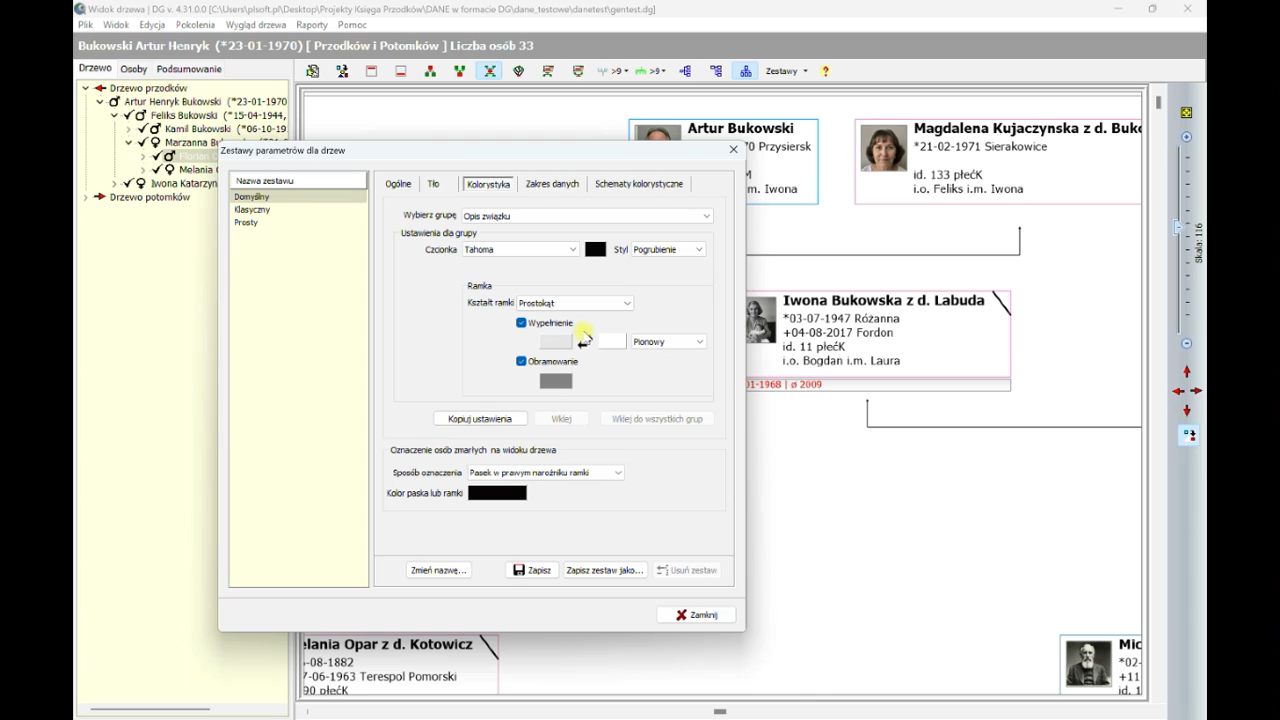 Widok drzewa | DG v. 4.31.0.0 [C:\Users\plsoft.pl\Desktop\Projekty Księga Przodków\DANE w formacie DG\dane_testowe\danetest\gentest.dg]
Plik Widok Edycja Pokolenia Wygląd drzewa Raporty Pomoc
Bukowski Artur Henryk (*23-01-1970) [ Przodków i Potomków ] Liczba osób 33
Drzewo Osoby Podsumowanie
>9 >9 Zestawy ?
Drzewo przodków
Artur Henryk Bukowski (*23-01-1970
Feliks Bukowski (*15-04-1944,
Kamil Bukowski (*06-10-19
Marzanna Bu
Florian
Melania
Iwona Katarzyn
Drzewo potomków
Zestawy parametrów dla drzew
Nazwa zestawu
Domyślny
Klasyczny
Prosty
Ogólne Tło Kolorystyka Zakres danych Schematy kolorystyczne
Wybierz grupę Opis związku
Ustawienia dla grupy
Czcionka Tahoma Styl Pogrubienie
Ramka
Kształt ramki Prostokąt
Wypełnienie
Pionowy
Obramowanie
Kopiuj ustawienia Wklej Wklej do wszystkich grup
Oznaczenie osób zmarłych na widoku drzewa
Sposób oznaczenia Pasek w prawym narożniku ramki
Kolor paska lub ramki
Zmień nazwę... Zapisz Zapisz zestaw jako... Usuń zestaw
Zamknij
Artur Bukowski
70 Przysiersk
M
m. Iwona
Magdalena Kujaczynska z d. Buko
*21-02-1971 Sierakowice
id. 133 płećK
i.o. Feliks i.m. Iwona
Iwona Bukowska z d. Labuda
*03-07-1947 Różanna
+04-08-2017 Fordon
id. 11 płećK
i.o. Bogdan i.m. Laura
01-1968 | ø 2009
Skala: 116
elania Opar z d. Kotowicz
-08-1882
7-06-1963 Terespol Pomorski
90 płećK
Mic
*02-
+11
id. 1